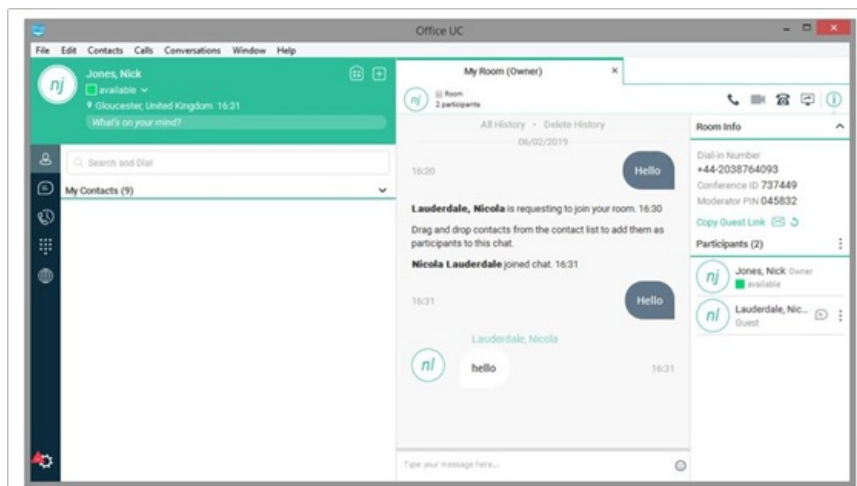 Office UC
File Edit Contacts Calls Conversations Window Help
nj
Jones, Nick
available
Gloucester, United Kingdom 16:31
What's on your mind?
Search and Dial
My Contacts (9)
My Room (Owner) ×
nj
Room
2 participants
All History • Delete History
06/02/2019
16:20
Hello
Lauderdale, Nicola is requesting to join your room. 16:30
Drag and drop contacts from the contact list to add them as
participants to this chat.
Nicola Lauderdale joined chat. 16:31
16:31
Hello
Lauderdale, Nicola
nl
hello
16:31
Type your message here...
Room Info
Dial-in Number
+44-2038764093
Conference ID 737449
Moderator PIN 045832
Copy Guest Link
Participants (2)
nj
Jones, Nick Owner
available
nl
Lauderdale, Nic...
Guest